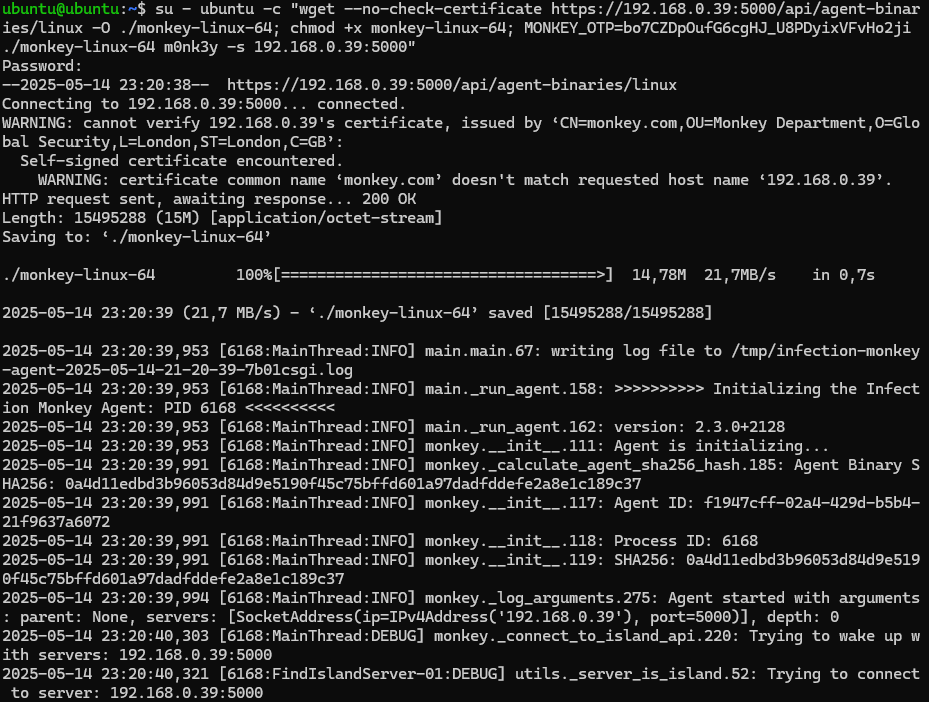 ubuntu@ubuntu:~$ su - ubuntu -c "wget --no-check-certificate https://192.168.0.39:5000/api/agent-binar
ies/linux -O ./monkey-linux-64; chmod +x monkey-linux-64; MONKEY_OTP=bo7CZDpOufG6cgHJ_U8PDyixVFvHo2ji 
./monkey-linux-64 m0nk3y -s 192.168.0.39:5000"
Password:
--2025-05-14 23:20:38--  https://192.168.0.39:5000/api/agent-binaries/linux
Connecting to 192.168.0.39:5000... connected.
WARNING: cannot verify 192.168.0.39's certificate, issued by ‘CN=monkey.com,OU=Monkey Department,O=Glo
bal Security,L=London,ST=London,C=GB’:
  Self-signed certificate encountered.
    WARNING: certificate common name ‘monkey.com’ doesn't match requested host name ‘192.168.0.39’.
HTTP request sent, awaiting response... 200 OK
Length: 15495288 (15M) [application/octet-stream]
Saving to: ‘./monkey-linux-64’
./monkey-linux-64         100%[===================================>]  14,78M  21,7MB/s    in 0,7s
2025-05-14 23:20:39 (21,7 MB/s) - ‘./monkey-linux-64’ saved [15495288/15495288]
2025-05-14 23:20:39,953 [6168:MainThread:INFO] main.main.67: writing log file to /tmp/infection-monkey
-agent-2025-05-14-21-20-39-7b01csgi.log
2025-05-14 23:20:39,953 [6168:MainThread:INFO] main._run_agent.158: >>>>>>>>>> Initializing the Infect
ion Monkey Agent: PID 6168 <<<<<<<<<<
2025-05-14 23:20:39,953 [6168:MainThread:INFO] main._run_agent.162: version: 2.3.0+2128
2025-05-14 23:20:39,953 [6168:MainThread:INFO] monkey.__init__.111: Agent is initializing...
2025-05-14 23:20:39,991 [6168:MainThread:INFO] monkey._calculate_agent_sha256_hash.185: Agent Binary S
HA256: 0a4d11edbd3b96053d84d9e5190f45c75bffd601a97dadfddefe2a8e1c189c37
2025-05-14 23:20:39,991 [6168:MainThread:INFO] monkey.__init__.117: Agent ID: f1947cff-02a4-429d-b5b4-
21f9637a6072
2025-05-14 23:20:39,991 [6168:MainThread:INFO] monkey.__init__.118: Process ID: 6168
2025-05-14 23:20:39,991 [6168:MainThread:INFO] monkey.__init__.119: SHA256: 0a4d11edbd3b96053d84d9e519
0f45c75bffd601a97dadfddefe2a8e1c189c37
2025-05-14 23:20:39,994 [6168:MainThread:INFO] monkey._log_arguments.275: Agent started with arguments
: parent: None, servers: [SocketAddress(ip=IPv4Address('192.168.0.39'), port=5000)], depth: 0
2025-05-14 23:20:40,303 [6168:MainThread:DEBUG] monkey._connect_to_island_api.220: Trying to wake up w
ith servers: 192.168.0.39:5000
2025-05-14 23:20:40,321 [6168:FindIslandServer-01:DEBUG] utils._server_is_island.52: Trying to connect
 to server: 192.168.0.39:5000